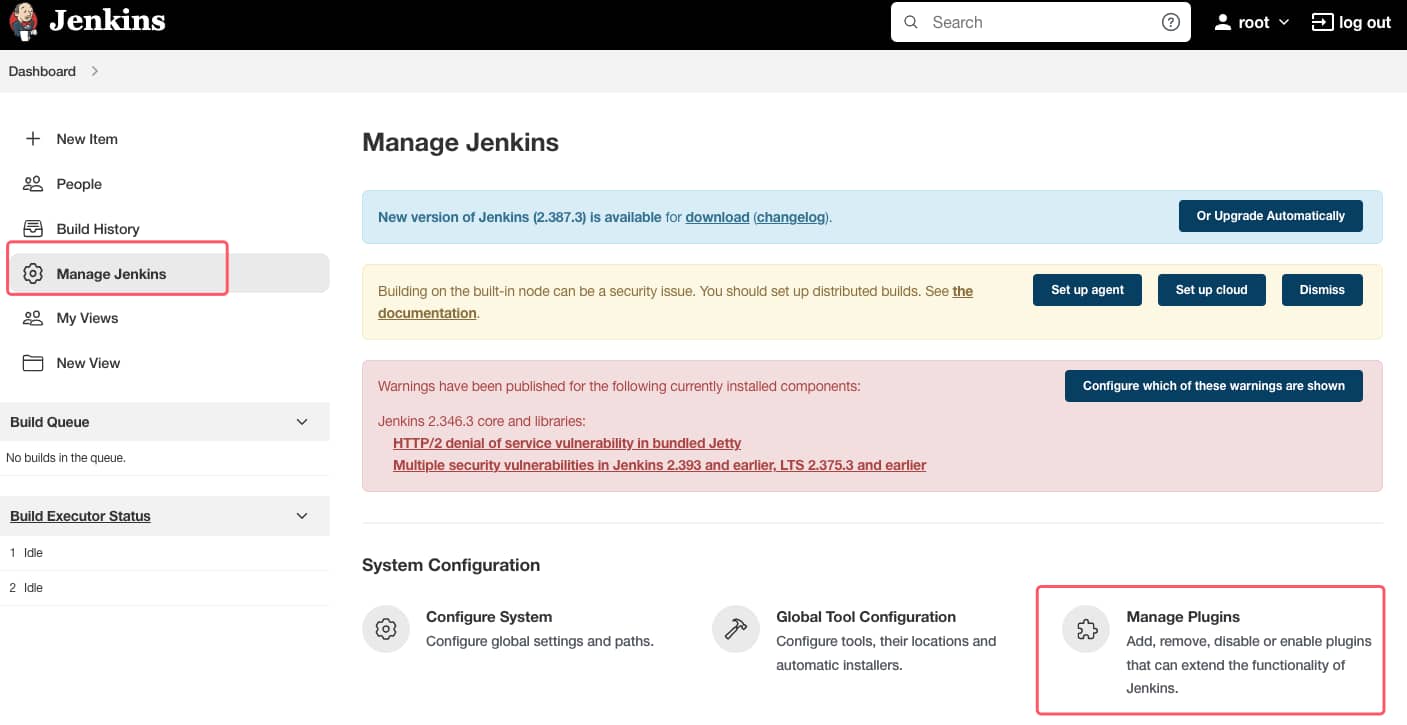 Jenkins
Search
root
log out
Dashboard
New Item
People
Build History
Manage Jenkins
My Views
New View
Build Queue
No builds in the queue.
Build Executor Status
1 Idle
2 Idle
Manage Jenkins
New version of Jenkins (2.387.3) is available for download (changelog).
Or Upgrade Automatically
Building on the built-in node can be a security issue. You should set up distributed builds. See the
documentation.
Set up agent
Set up cloud
Dismiss
Warnings have been published for the following currently installed components:
Configure which of these warnings are shown
Jenkins 2.346.3 core and libraries:
HTTP/2 denial of service vulnerability in bundled Jetty
Multiple security vulnerabilities in Jenkins 2.393 and earlier, LTS 2.375.3 and earlier
System Configuration
Configure System
Configure global settings and paths.
Global Tool Configuration
Configure tools, their locations and
automatic installers.
Manage Plugins
Add, remove, disable or enable plugins
that can extend the functionality of
Jenkins.